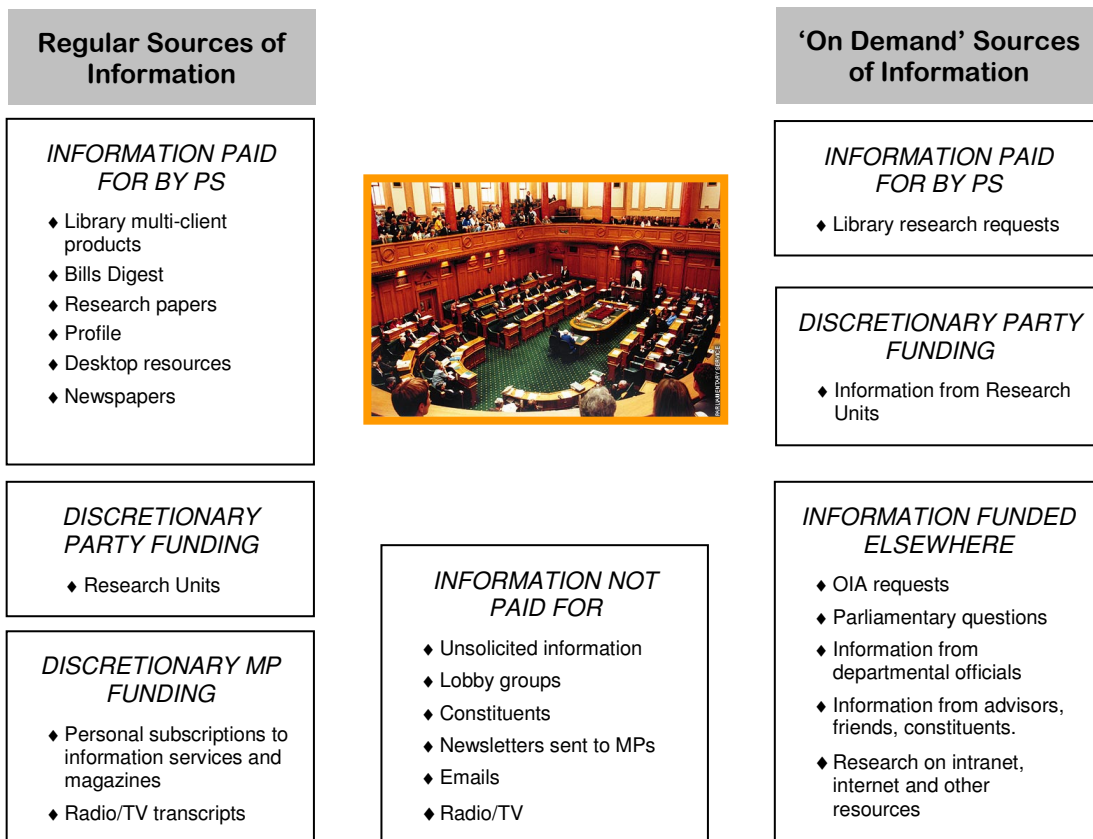 Regular Sources of
Information
INFORMATION PAID
FOR BY PS
♦ Library multi-client
products
♦ Bills Digest
♦ Research papers
♦ Profile
♦ Desktop resources
♦ Newspapers
DISCRETIONARY
PARTY FUNDING
♦ Research Units
DISCRETIONARY MP
FUNDING
♦ Personal subscriptions to
information services and
magazines
♦ Radio/TV transcripts
PARLIAMENTARY SERVICE
INFORMATION NOT
PAID FOR
♦ Unsolicited information
♦ Lobby groups
♦ Constituents
♦ Newsletters sent to MPs
♦ Emails
♦ Radio/TV
‘On Demand’ Sources
of Information
INFORMATION PAID
FOR BY PS
♦ Library research requests
DISCRETIONARY PARTY
FUNDING
♦ Information from Research
Units
INFORMATION FUNDED
ELSEWHERE
♦ OIA requests
♦ Parliamentary questions
♦ Information from
departmental officials
♦ Information from advisors,
friends, constituents.
♦ Research on intranet,
internet and other
resources